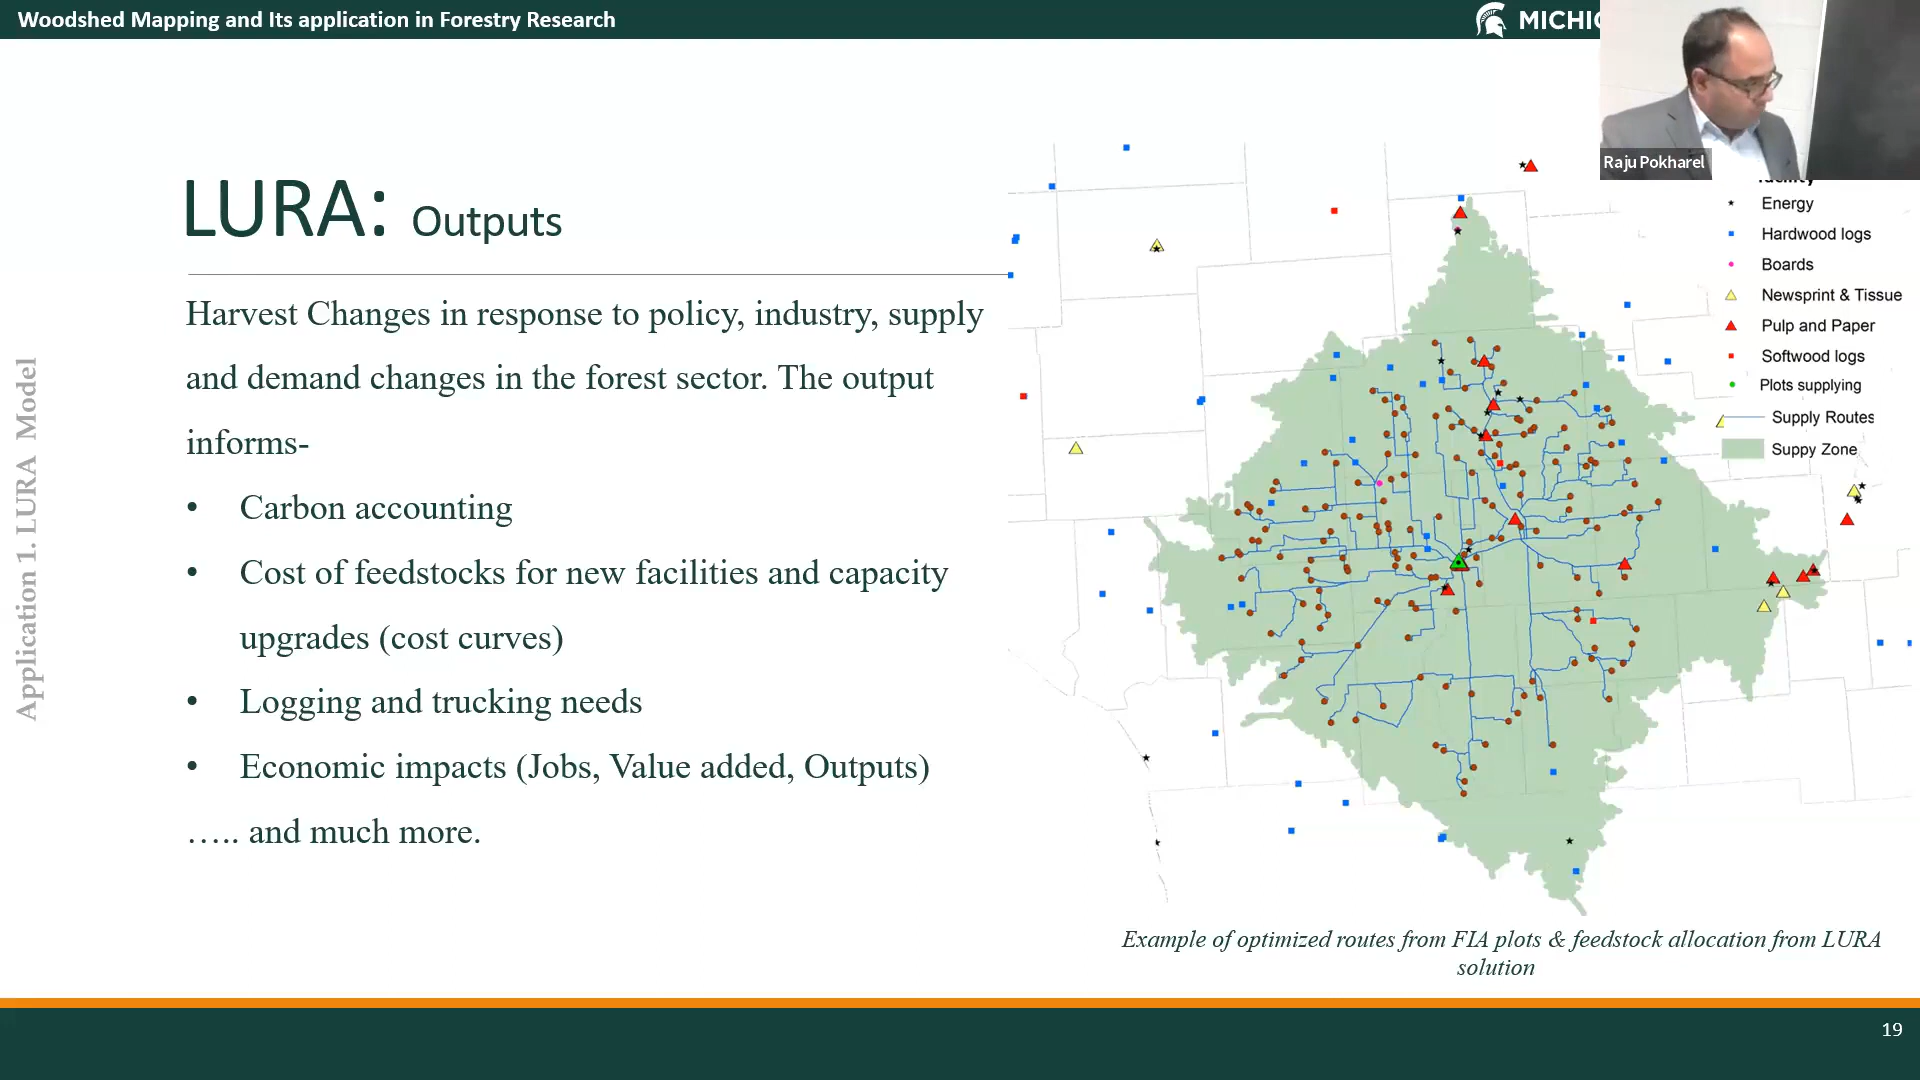 Woodshed Mapping and Its application in Forestry Research
Raju Pokharel
LURA: Outputs
Harvest Changes in response to policy, industry, supply
and demand changes in the forest sector. The output
informs-
• Carbon accounting
• Cost of feedstocks for new facilities and capacity
upgrades (cost curves)
• Logging and trucking needs
• Economic impacts (Jobs, Value added, Outputs)
….. and much more.
Application 1. LURA Model
Energy
Hardwood logs
Boards
Newsprint & Tissue
Pulp and Paper
Softwood logs
Plots supplying
Supply Routes
Suppy Zone
Example of optimized routes from FIA plots & feedstock allocation from LURA
solution
19